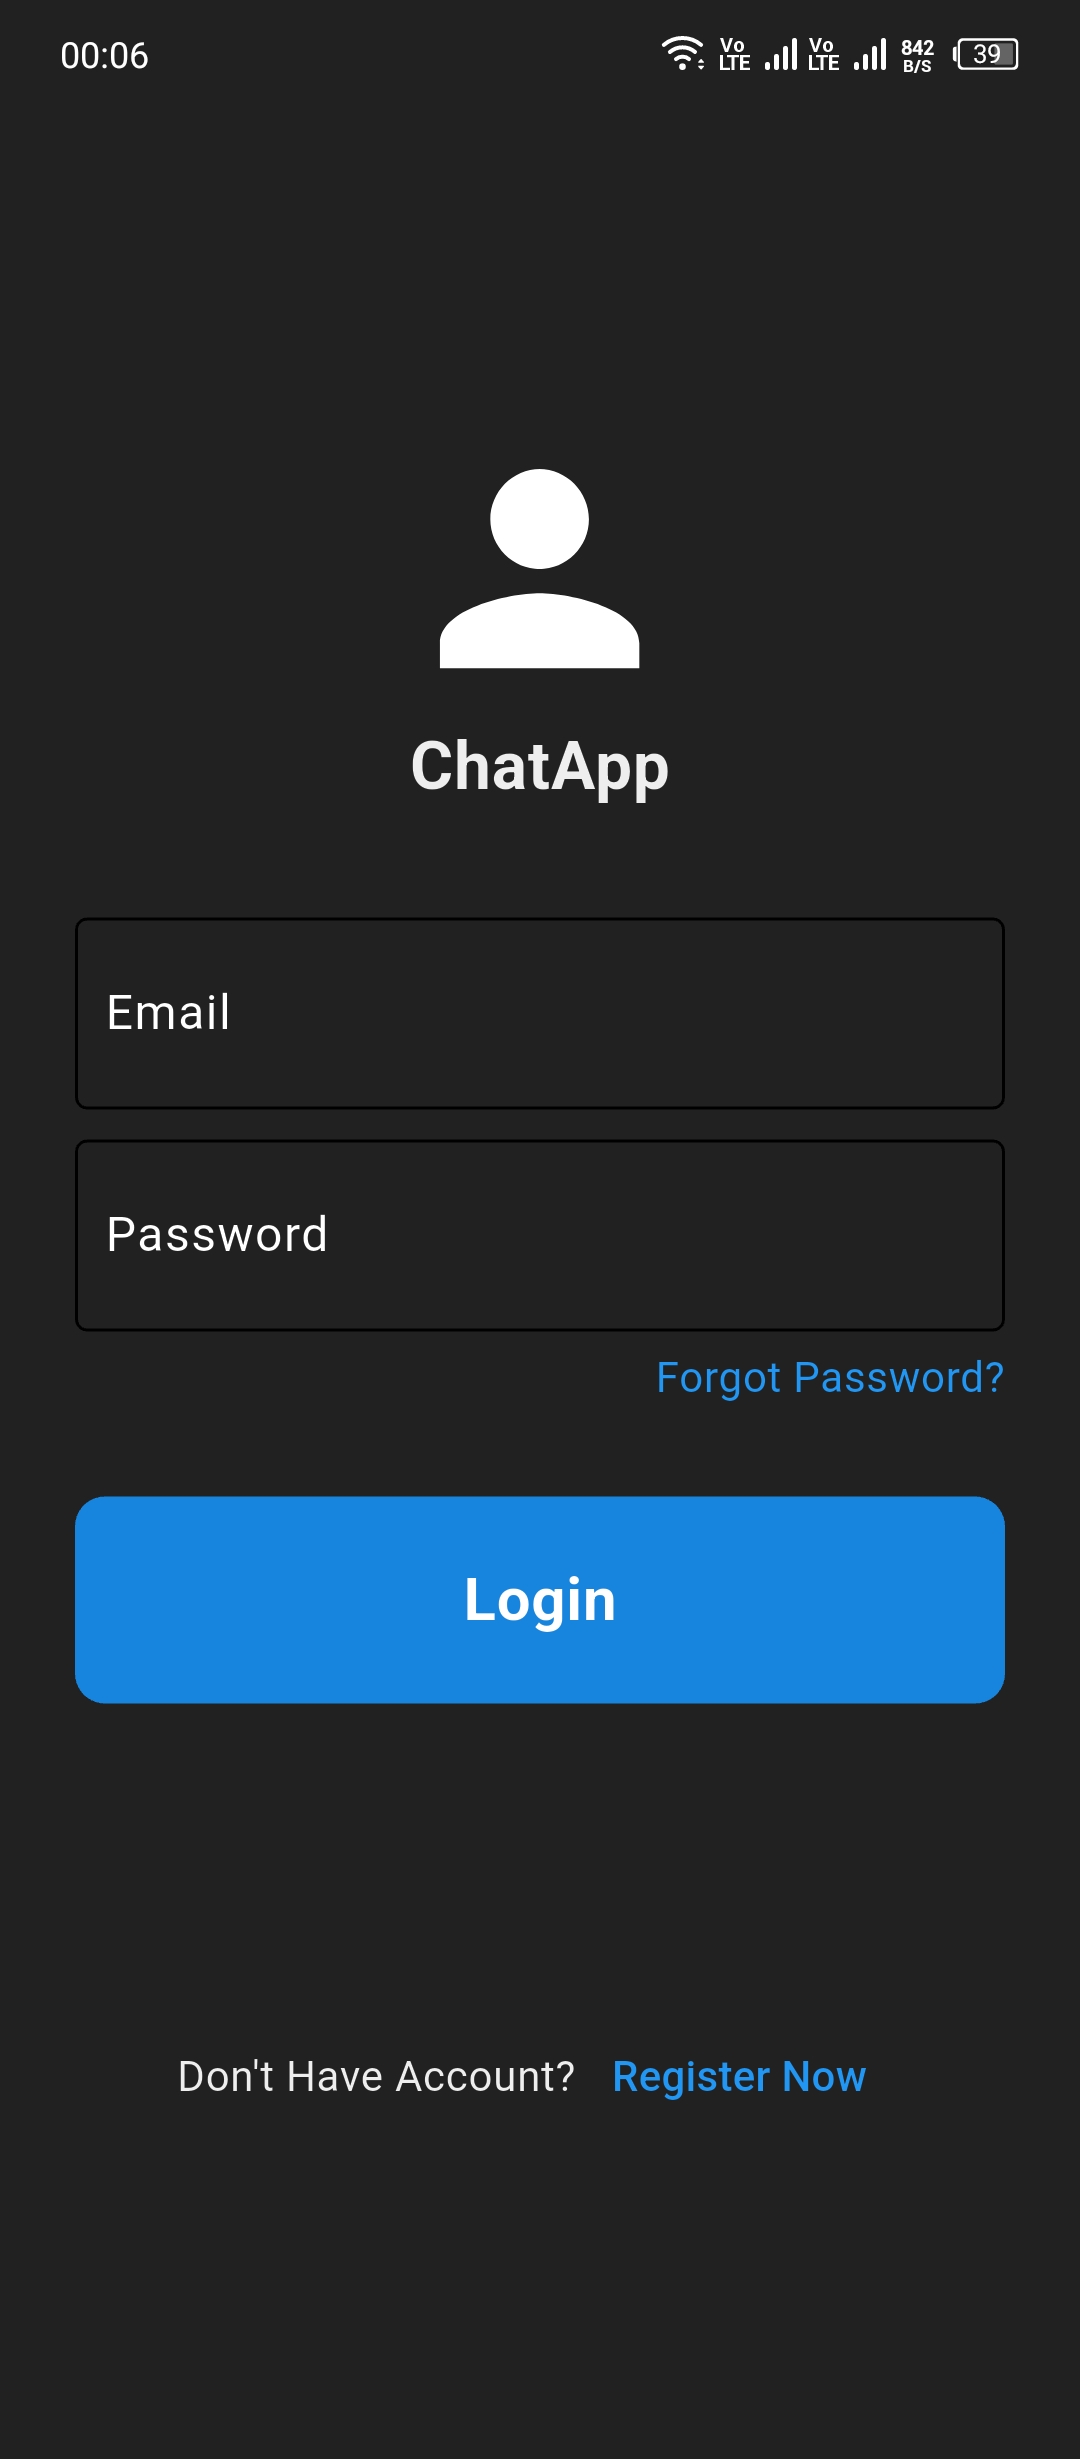 00:06 Vo LTE Vo LTE 842 B/S 39
ChatApp
Email
Password
Forgot Password?
Login
Don't Have Account? Register Now